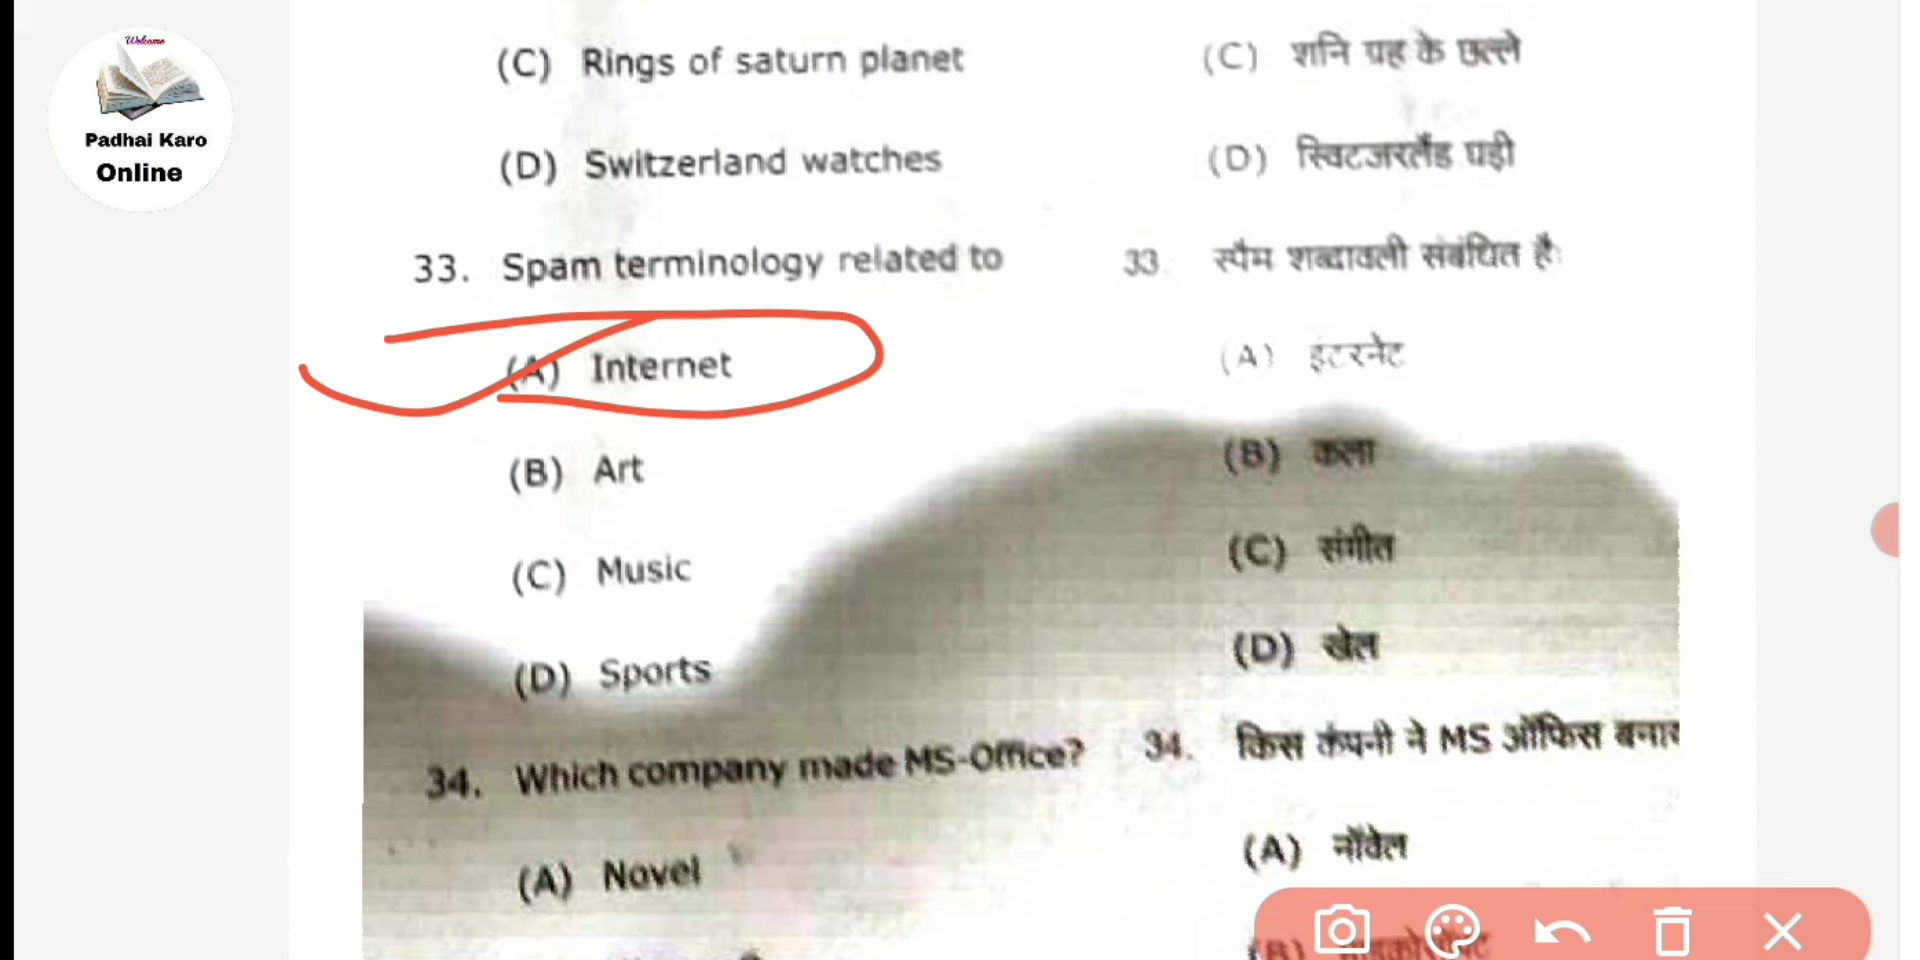 Welcome
Padhai Karo
Online
(C) Rings of saturn planet
(D) Switzerland watches
33. Spam terminology related to
(A) Internet
(B) Art
(C) Music
(D) Sports
34. Which company made MS-Office?
(A) Novel
(C) शनि ग्रह के छल्ले
(D) स्विटजरलैंड घड़ी
33. स्पैम शब्दावली संबंधित है:
(A) इंटरनेट
(B) कला
(C) संगीत
(D) खेल
34. किस कंपनी ने MS ऑफिस
(A) नॉवेल
(B)